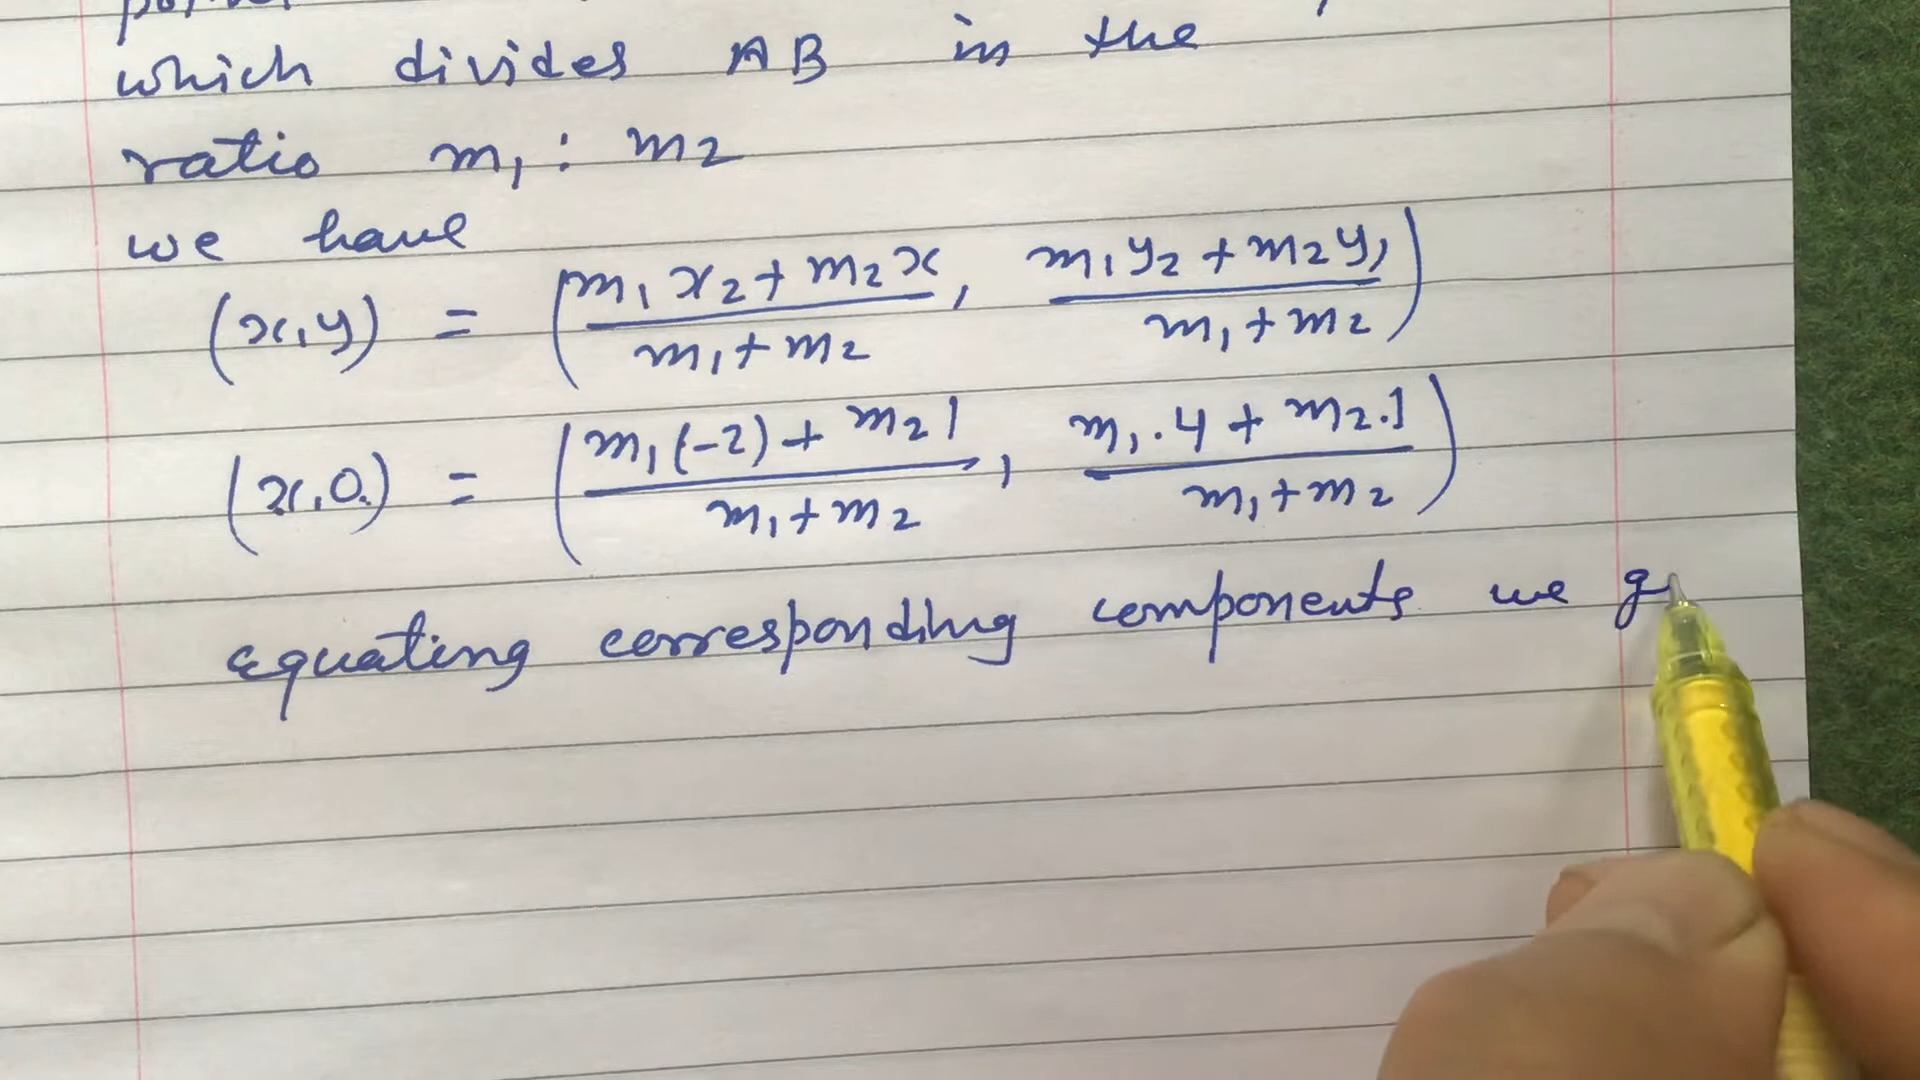 which divides AB in the
ratio m₁ : m₂
we have
(x, y) = ( (m₁x₂ + m₂x)/(m₁ + m₂) , (m₁y₂ + m₂y₁)/(m₁ + m₂) )
(x, 0) = ( (m₁(-2) + m₂1)/(m₁ + m₂) , (m₁.4 + m₂.1)/(m₁ + m₂) )
equating corresponding components we